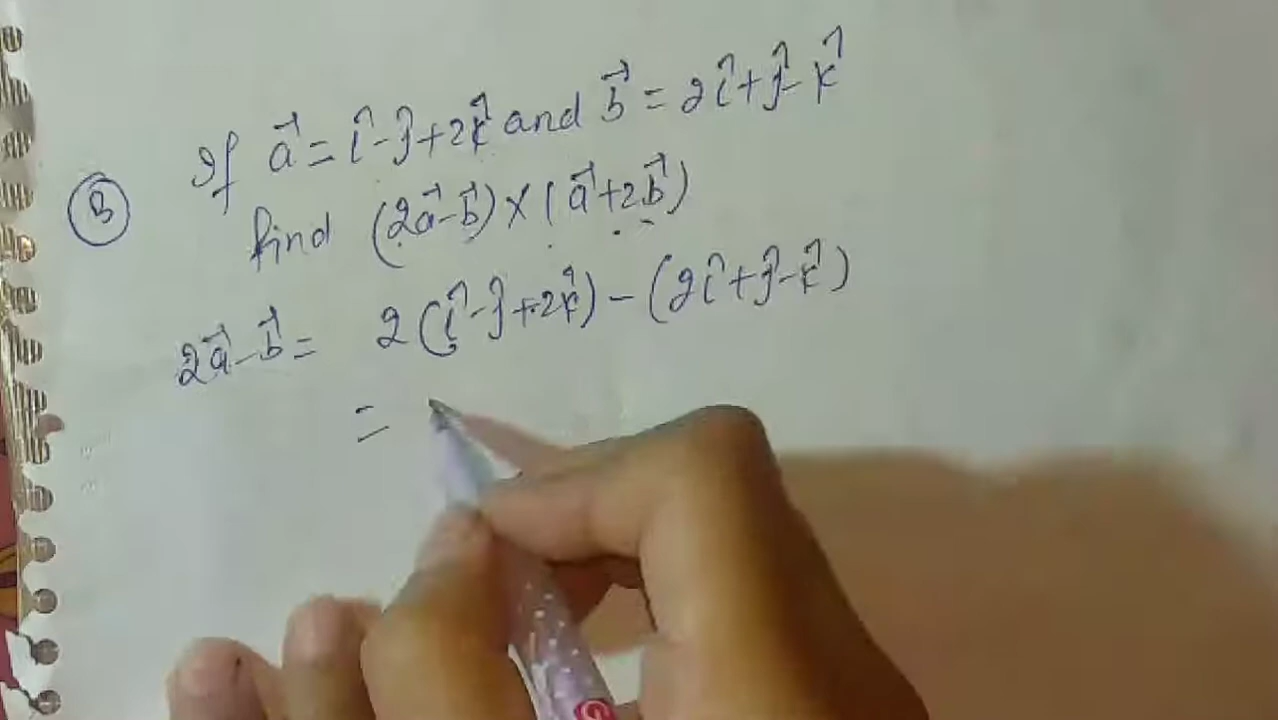 If a⃗ = î - ĵ + 2k̂ and b⃗ = 2î + ĵ - k̂
(3) find (2a⃗ - b⃗) × (a⃗ + 2b⃗)
2a⃗ - b⃗ = 2(î - ĵ + 2k̂) - (2î + ĵ - k̂)
=